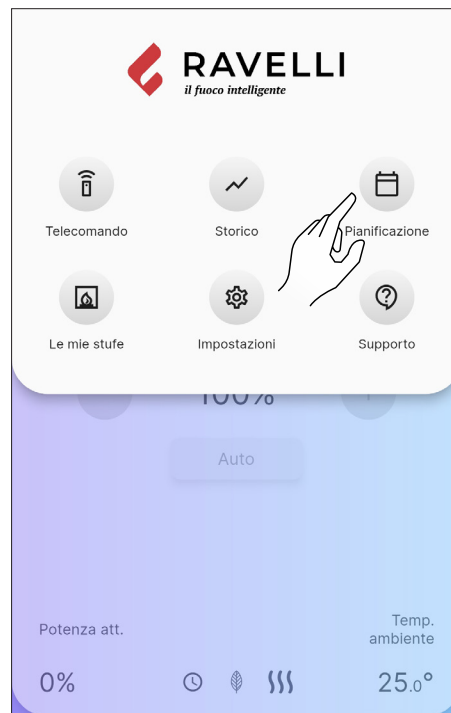 RAVELLI
il fuoco intelligente
Telecomando
Storico
Pianificazione
Le mie stufe
Impostazioni
Supporto
100%
Auto
Potenza att.
Temp.
ambiente
0%
25.0°